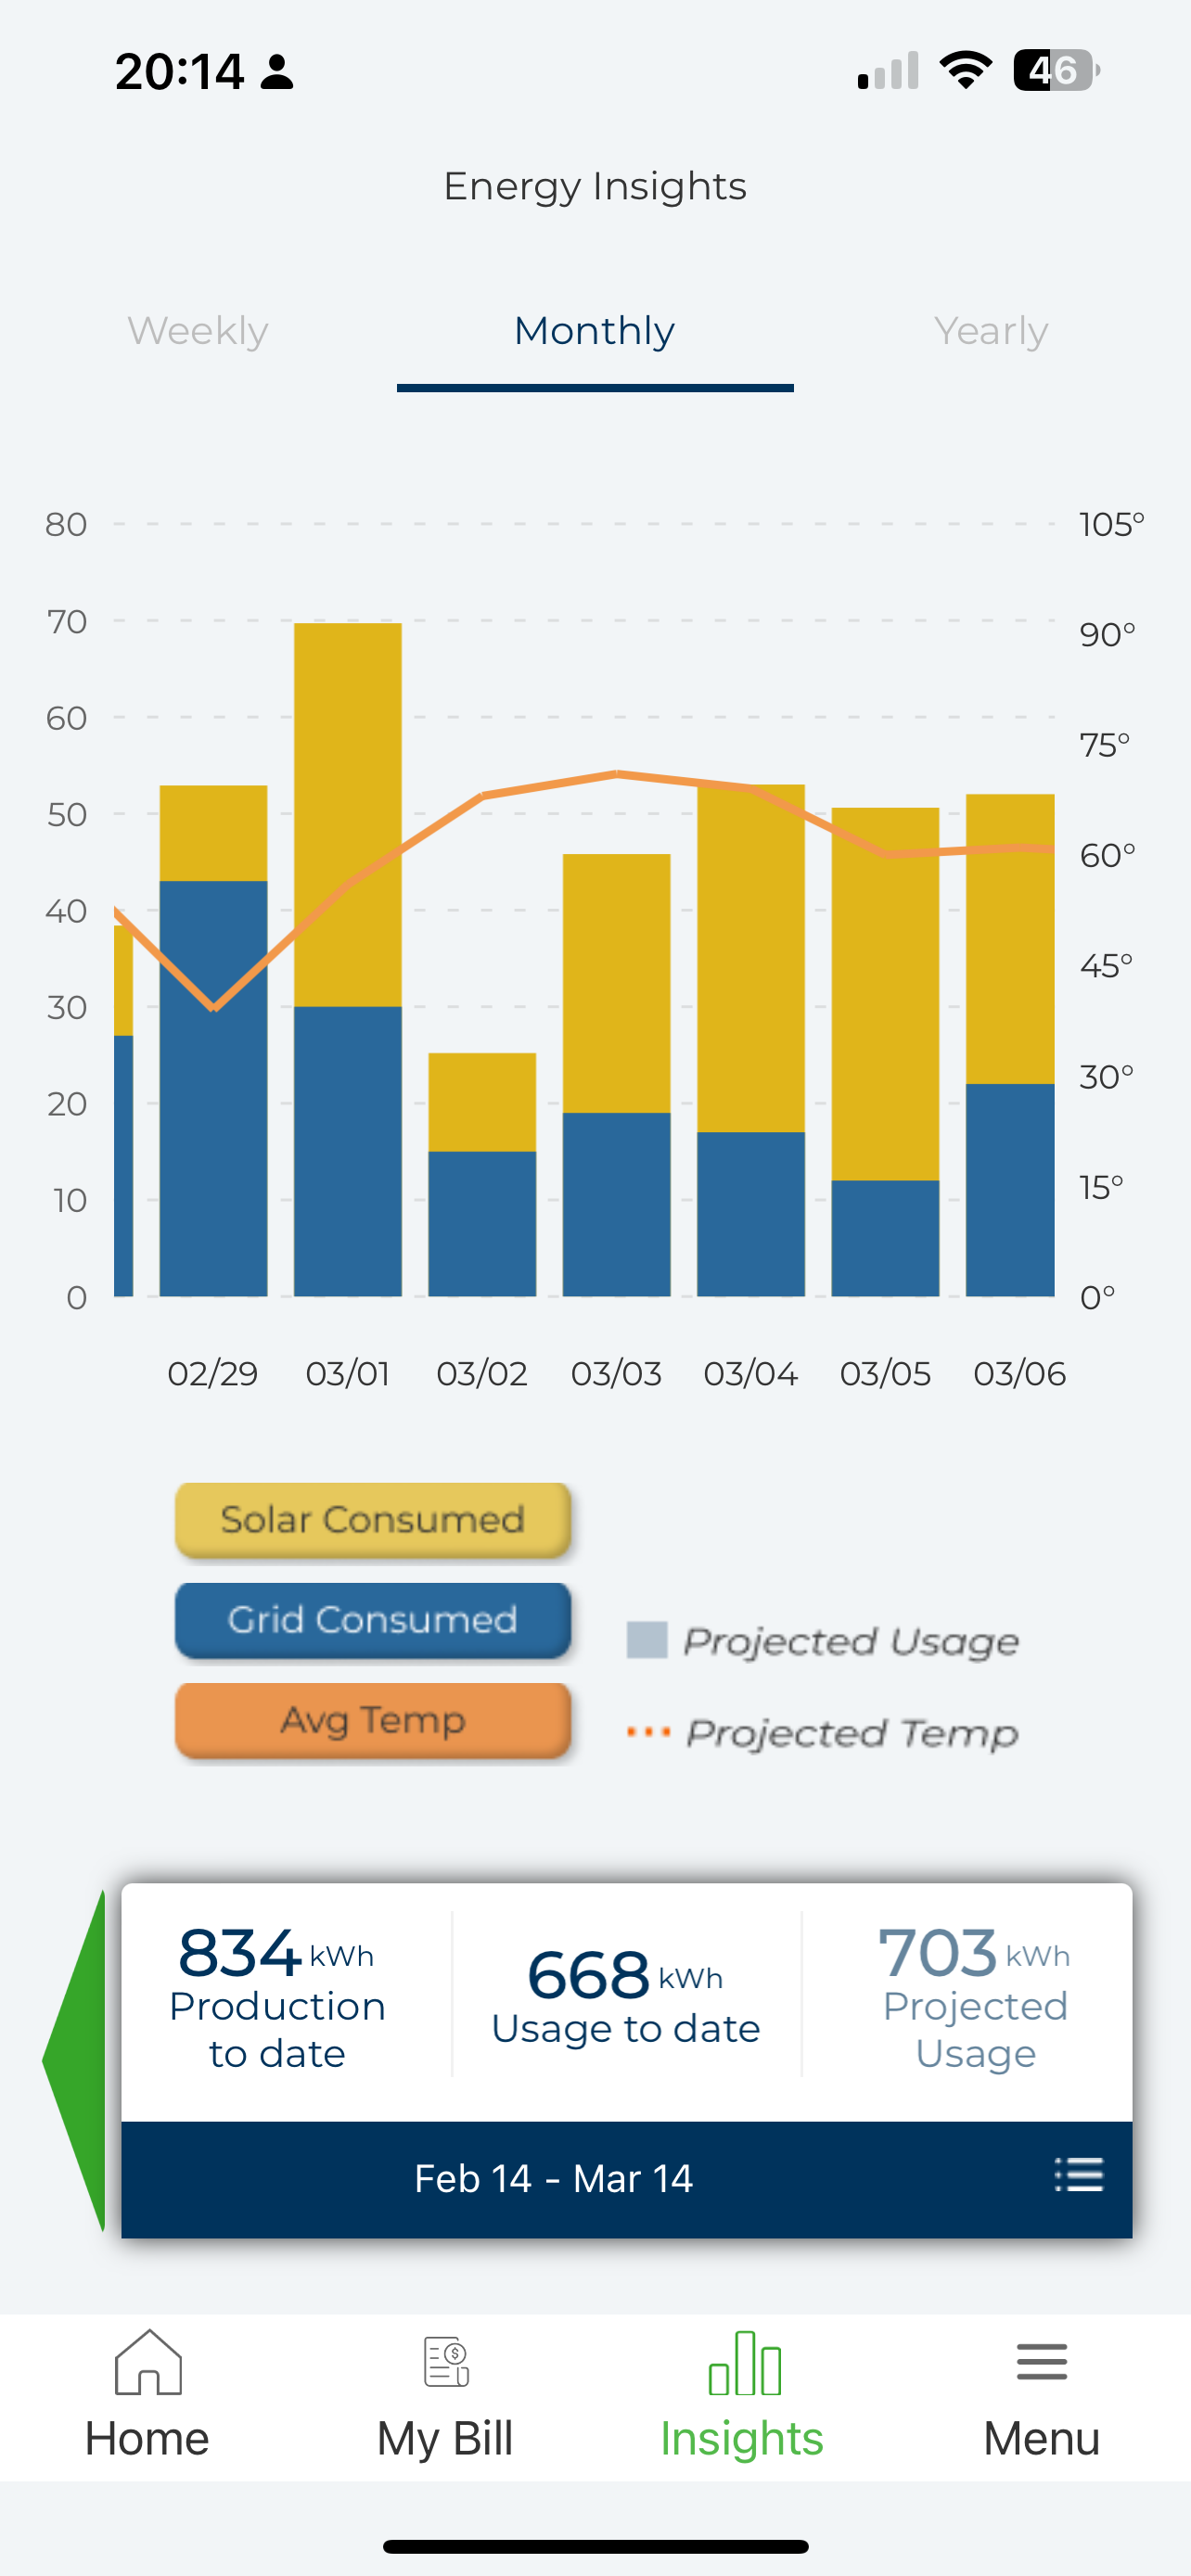 20:14
46
Energy Insights
Weekly Monthly Yearly
80 105°
70 90°
60 75°
50 60°
40 45°
30 30°
20 15°
10
0 0°
02/29 03/01 03/02 03/03 03/04 03/05 03/06
Solar Consumed
Grid Consumed
Projected Usage
Avg Temp
Projected Temp
834 kWh
Production
to date
668 kWh
Usage to date
703 kWh
Projected
Usage
Feb 14 - Mar 14
Home My Bill Insights Menu